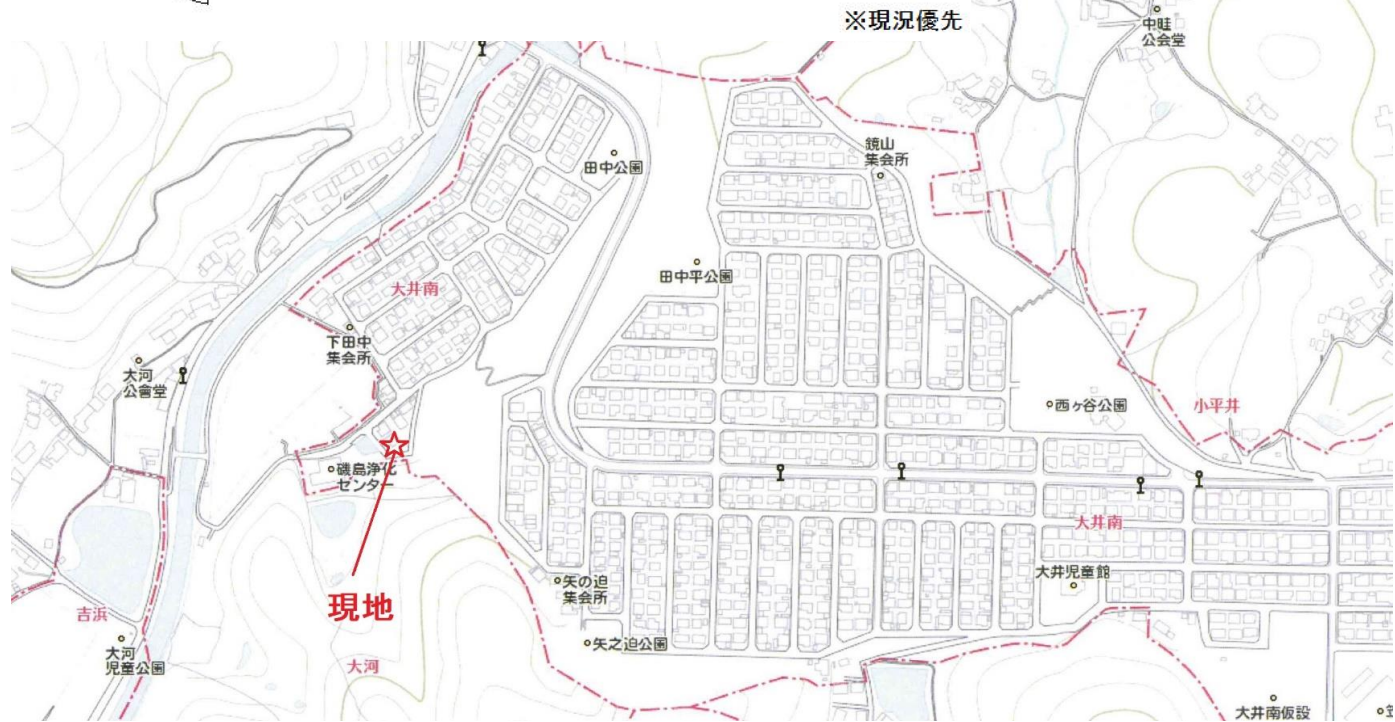 ※現況優先
中畦
公会堂
鏡山
集会所
田中公園
田中平公園
大井南
下田中
集会所
大河
公會堂
西ヶ谷公園
小平井
磯島浄化
センター
大井南
大井児童館
現地
矢の迫
集会所
吉浜
矢之迫公園
大河
児童公園
大河
大井南仮設